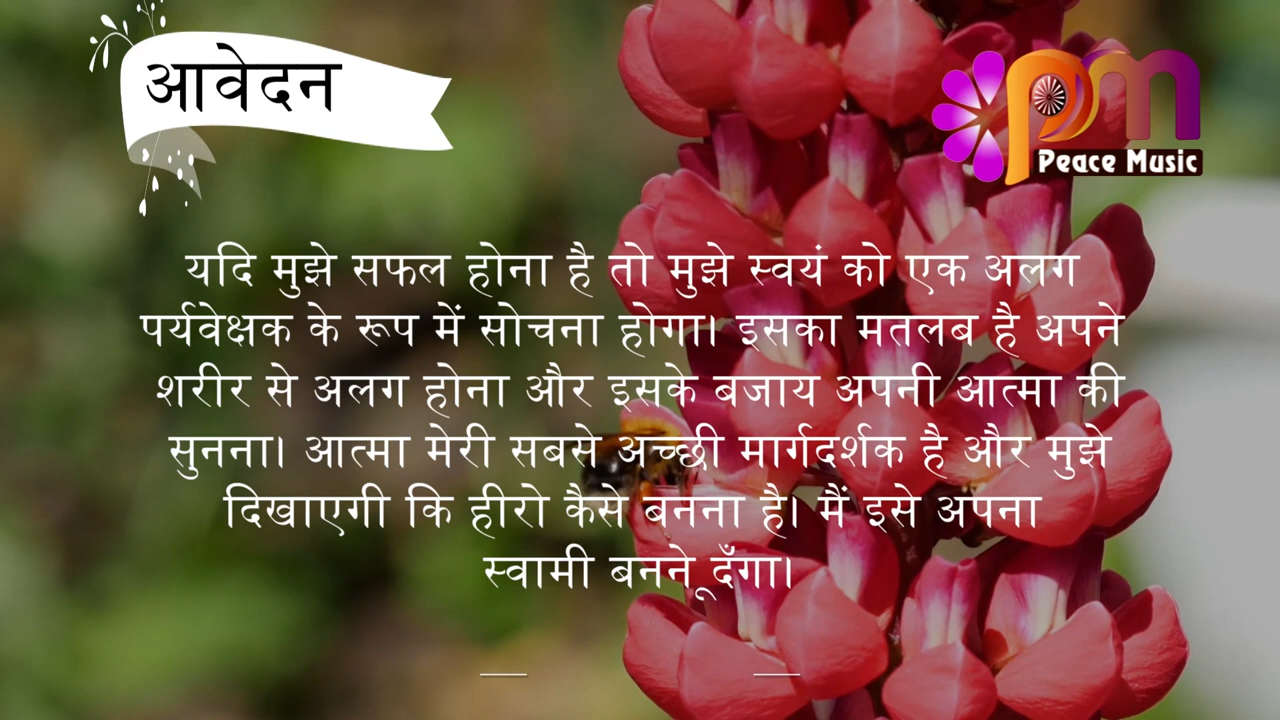 आवेदन
Peace Music
यदि मुझे सफल होना है तो मुझे स्वयं को एक अलग
पर्यवेक्षक के रूप में सोचना होगा। इसका मतलब है अपने
शरीर से अलग होना और इसके बजाय अपनी आत्मा की
सुनना। आत्मा मेरी सबसे अच्छी मार्गदर्शक है और मुझे
दिखाएगी कि हीरो कैसे बनना है। मैं इसे अपना
स्वामी बनने दूँगा।